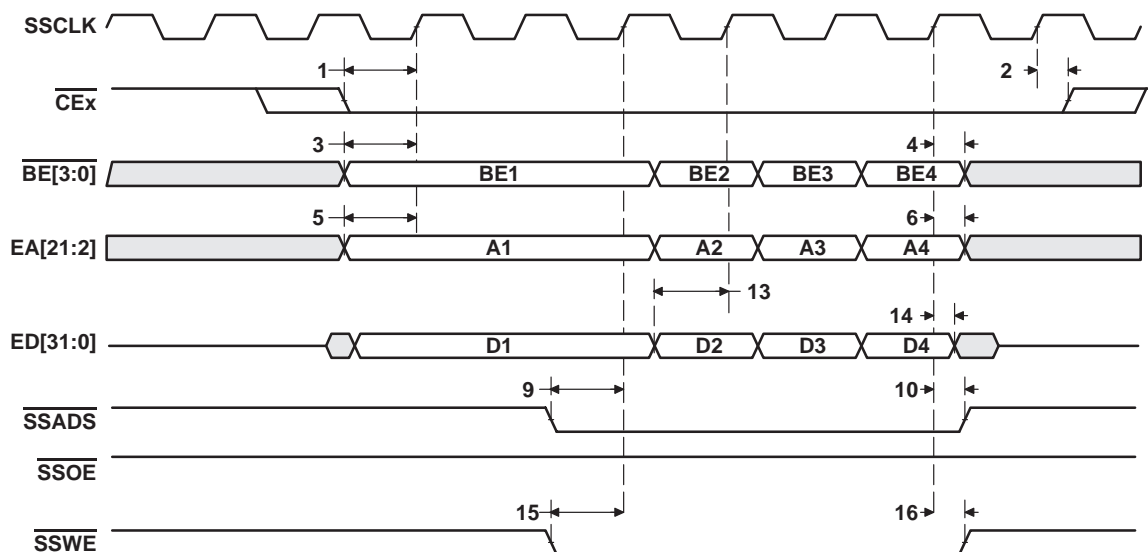 SSCLK
1
2
CEx
3
4
BE[3:0]
BE1
BE2
BE3
BE4
5
6
EA[21:2]
A1
A2
A3
A4
13
14
ED[31:0]
D1
D2
D3
D4
9
10
SSADS
SSOE
15
16
SSWE